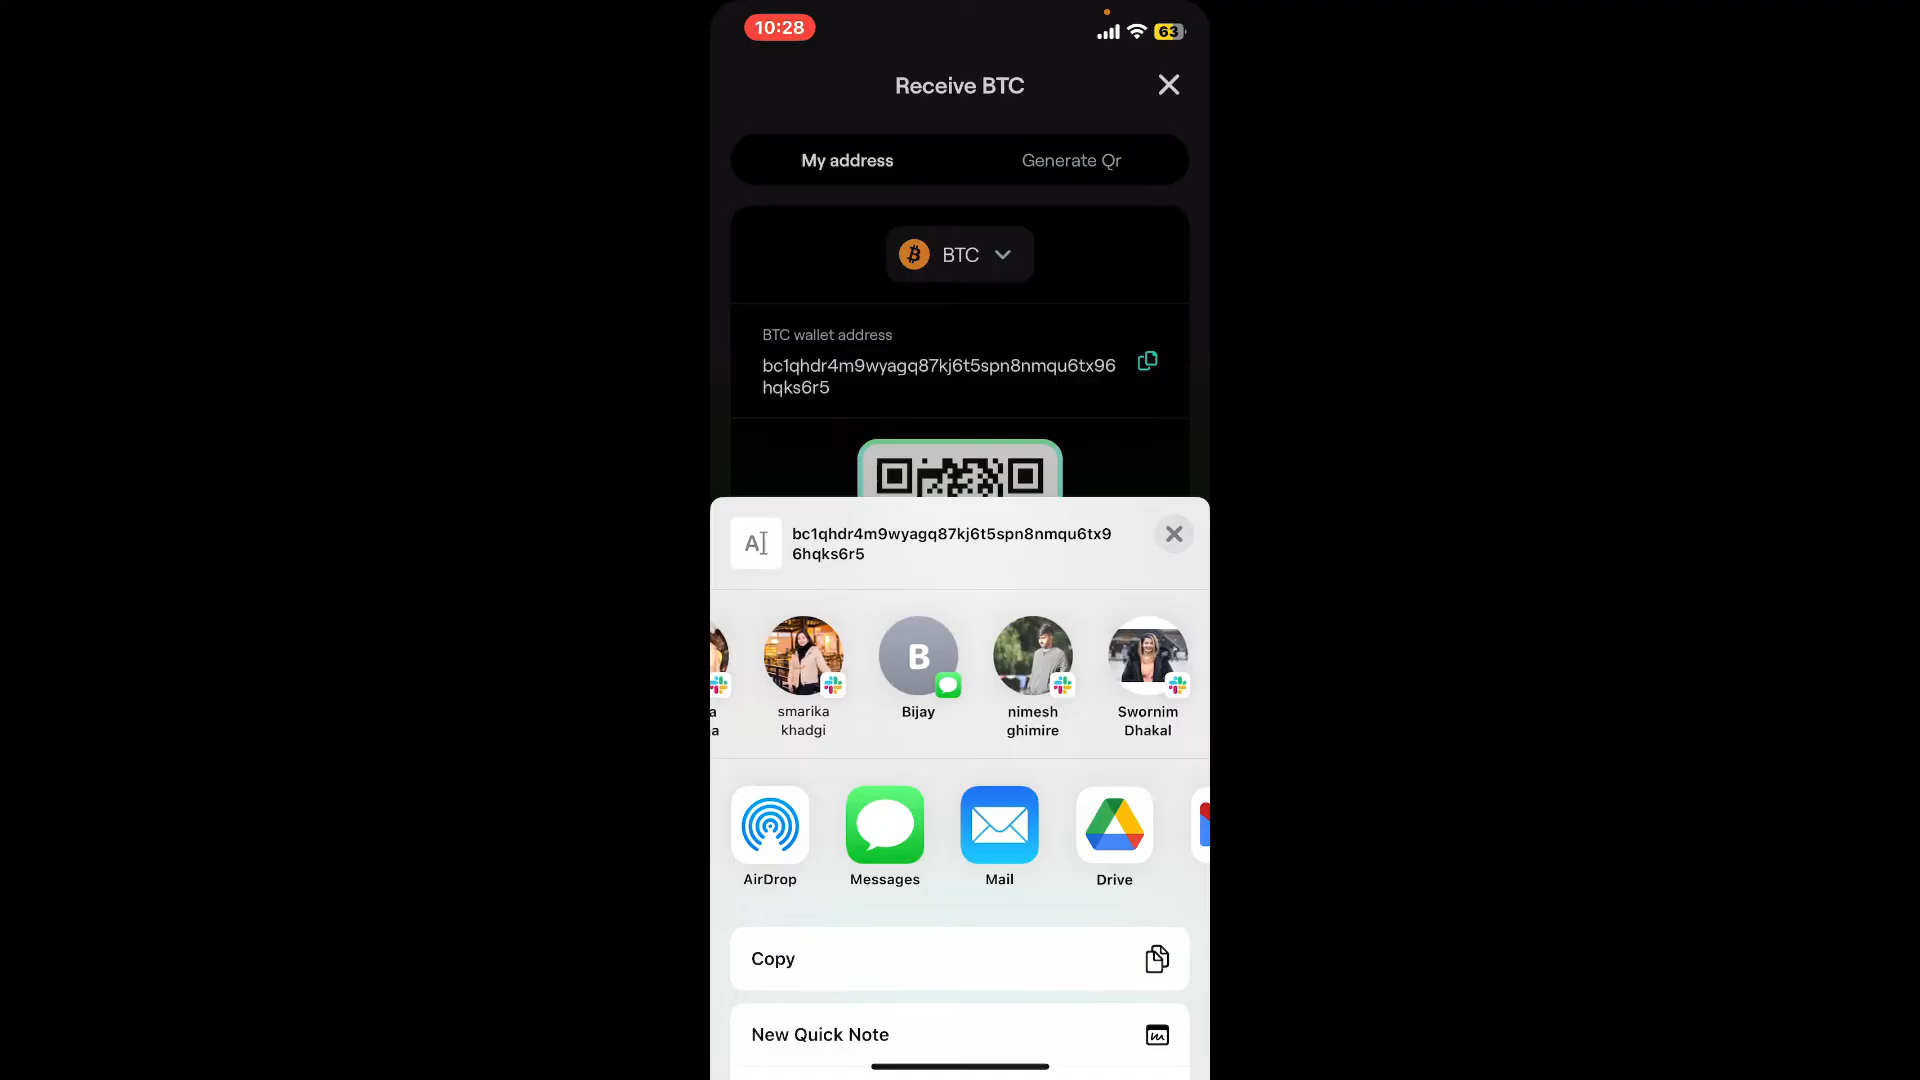 10:28
63
Receive BTC
My address
Generate Qr
BTC
BTC wallet address
bc1qhdr4m9wyagq87kj6t5spn8nmqu6tx96
hqks6r5
AI
bc1qhdr4m9wyagq87kj6t5spn8nmqu6tx9
6hqks6r5
a
a
smarika
khadgi
B
Bijay
nimesh
ghimire
Swornim
Dhakal
AirDrop
Messages
Mail
Drive
Copy
New Quick Note